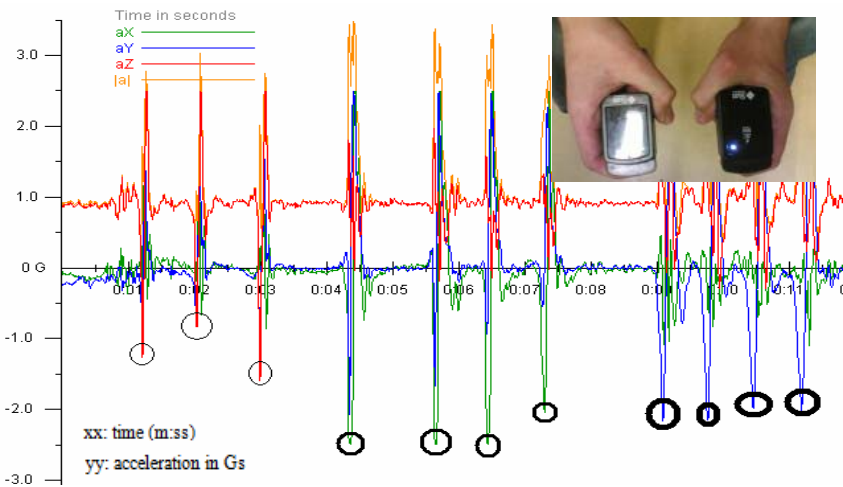 Time in seconds
aX
aY
aZ
|a|
3.0
2.0
1.0
0 G
-1.0
-2.0
-3.0
0:01 0:02 0:03 0:04 0:05 0:06 0:07 0:08 0:10 0:11
xx: time (m:ss)
yy: acceleration in Gs